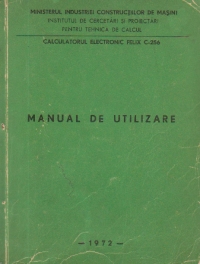 MINISTERUL INDUSTRIEI CONSTRUCȚIILOR DE MAȘINI
INSTITUTUL DE CERCETĂRI ȘI PROIECTĂRI
PENTRU TEHNICA DE CALCUL
CALCULATORUL ELECTRONIC FELIX C-256
MANUAL DE UTILIZARE
— 1972 —